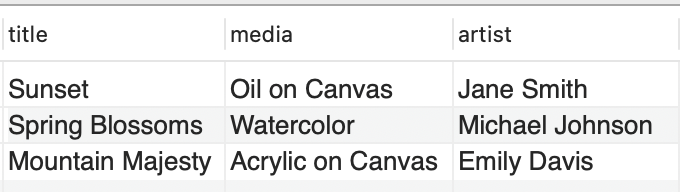 title media artist
Sunset Oil on Canvas Jane Smith
Spring Blossoms Watercolor Michael Johnson
Mountain Majesty Acrylic on Canvas Emily Davis